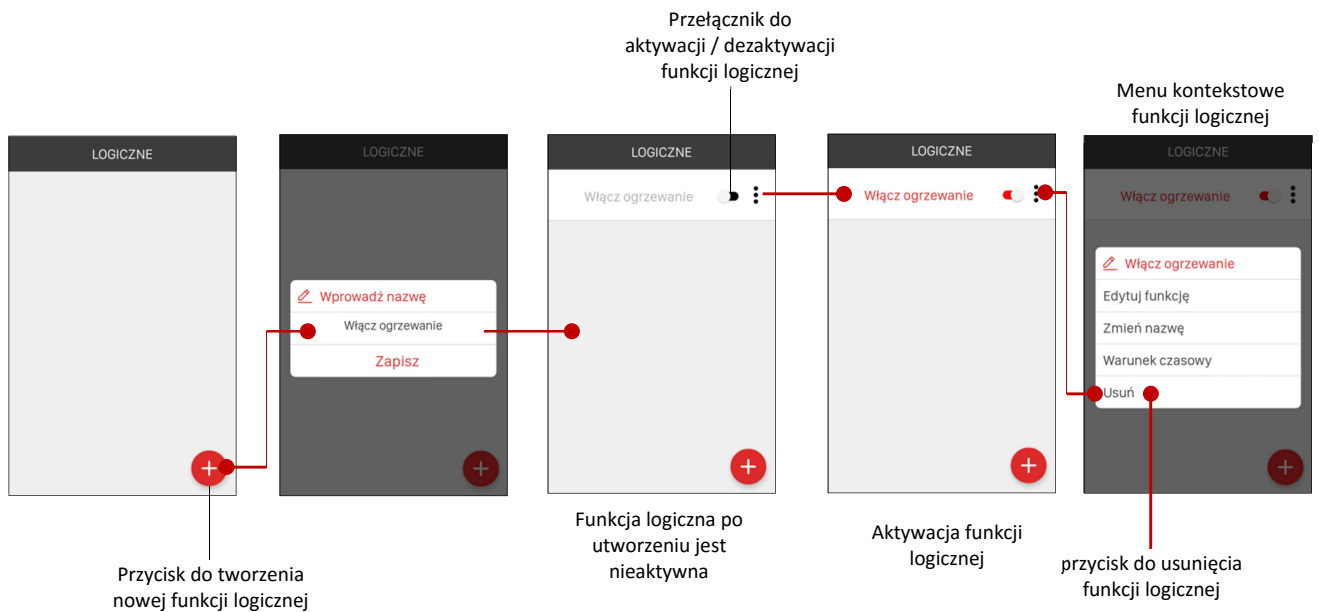 Przełącznik do
aktywacji / dezaktywacji
funkcji logicznej
Menu kontekstowe
funkcji logicznej
LOGICZNE
LOGICZNE
Wprowadź nazwę
Włącz ogrzewanie
Zapisz
LOGICZNE
Włącz ogrzewanie
LOGICZNE
Włącz ogrzewanie
LOGICZNE
Włącz ogrzewanie
Włącz ogrzewanie
Edytuj funkcję
Zmień nazwę
Warunek czasowy
Usuń
Przycisk do tworzenia
nowej funkcji logicznej
Funkcja logiczna po
utworzeniu jest
nieaktywna
Aktywacja funkcji
logicznej
przycisk do usunięcia
funkcji logicznej